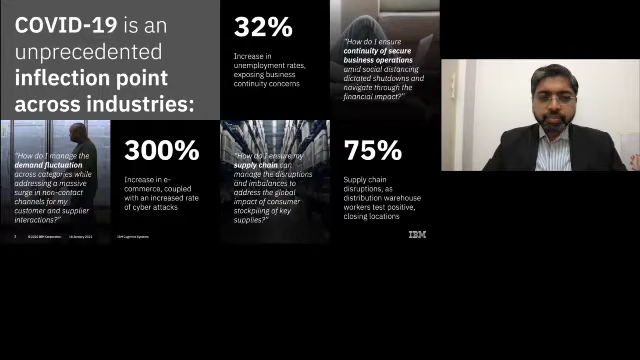 COVID-19 is an
unprecedented
inflection point
across industries:
32%
Increase in
unemployment rates,
exposing business
continuity concerns
"How do I ensure
continuity of secure
business operations
amid social distancing
dictated shutdowns and
navigate through the
financial impact?"
"How do I manage the
demand fluctuation
across categories while
addressing a massive
surge in non-contact
channels for my
customer and supplier
interactions?"
300%
Increase in e-
commerce, coupled
with an increased rate
of cyber attacks
"How do I ensure my
supply chain can
manage the disruptions
and imbalances to
address the global
impact of consumer
stockpiling of key
supplies?"
75%
Supply chain
disruptions, as
distribution warehouse
workers test positive,
closing locations
IBM